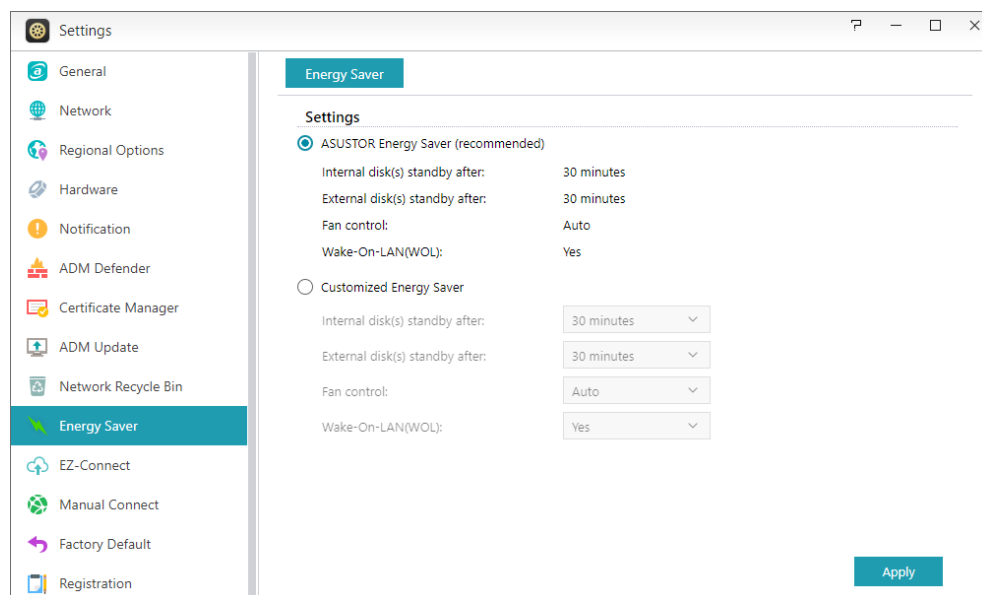 Settings
General
Network
Regional Options
Hardware
Notification
ADM Defender
Certificate Manager
ADM Update
Network Recycle Bin
Energy Saver
EZ-Connect
Manual Connect
Factory Default
Registration
Energy Saver
Settings
ASUSTOR Energy Saver (recommended)
Internal disk(s) standby after: 30 minutes
External disk(s) standby after: 30 minutes
Fan control: Auto
Wake-On-LAN(WOL): Yes
Customized Energy Saver
Internal disk(s) standby after: 30 minutes
External disk(s) standby after: 30 minutes
Fan control: Auto
Wake-On-LAN(WOL): Yes
Apply